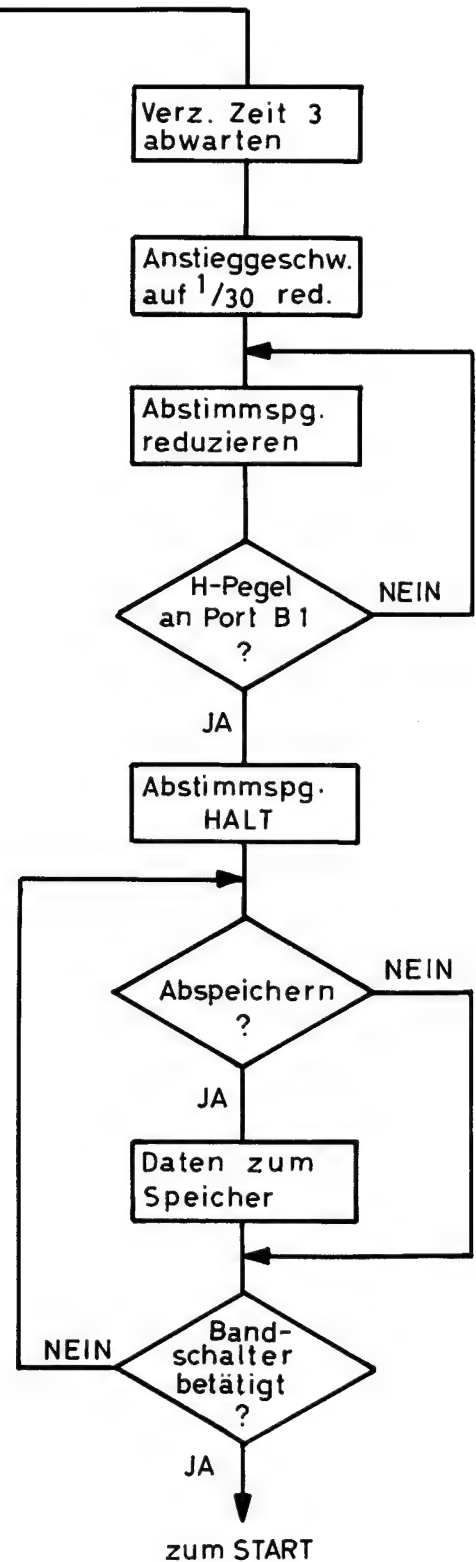 Verz. Zeit 3
abwarten
Anstieggeschw.
auf 1/30 red.
Abstimmspg.
reduzieren
H-Pegel
an Port B1
?
NEIN
JA
Abstimmspg.
HALT
Abspeichern
?
NEIN
JA
Daten zum
Speicher
Band-
schalter
betätigt
?
NEIN
JA
zum START